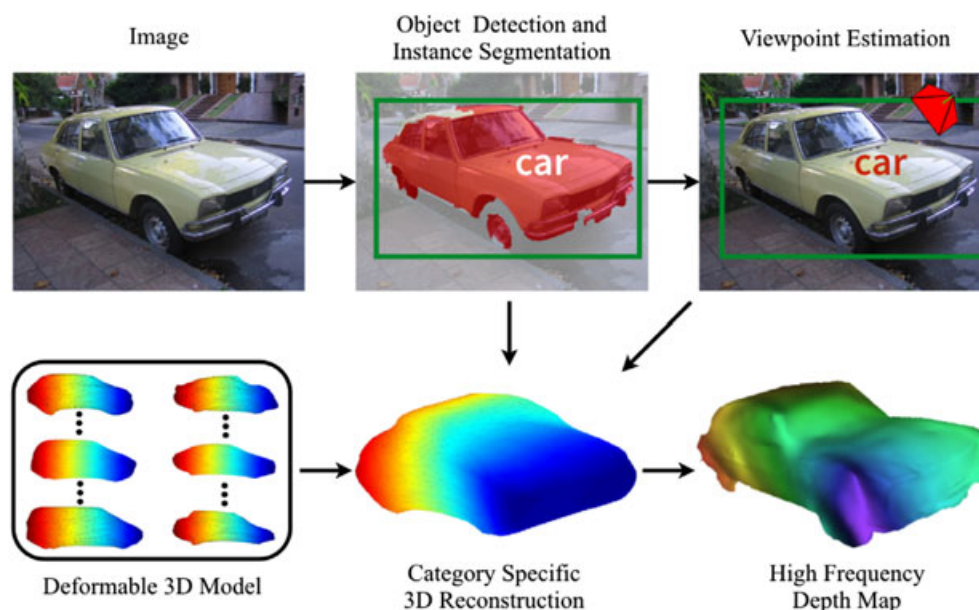 Image
Object Detection and
Instance Segmentation
Viewpoint Estimation
car
car
Deformable 3D Model
Category Specific
3D Reconstruction
High Frequency
Depth Map